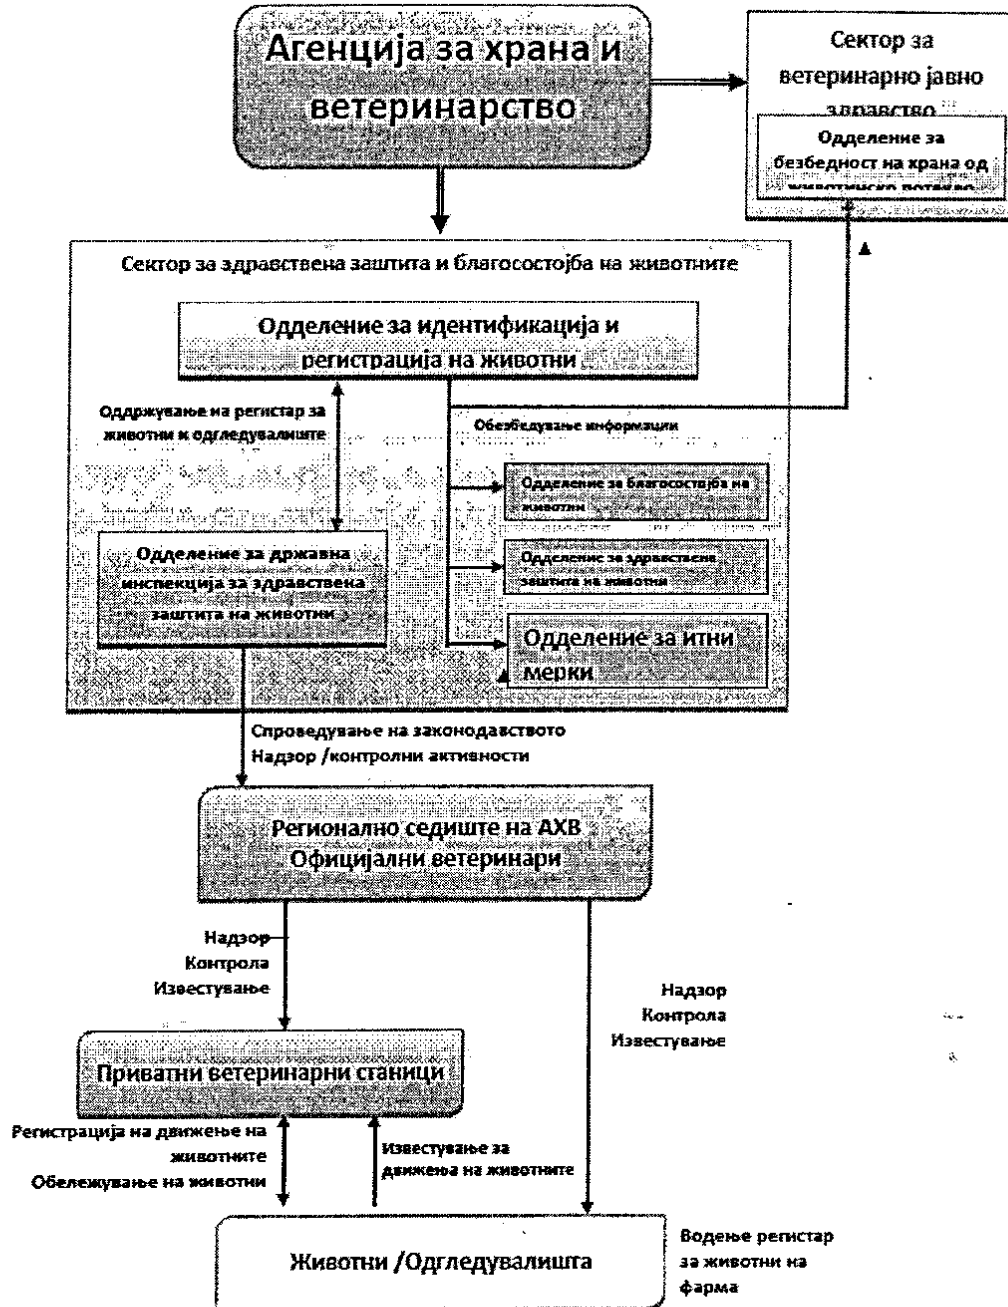 Агенција за храна и
ветеринарство
Сектор за
ветеринарно јавно
здравство
Одделение за
безбедност на храна од
животинско потекло
Сектор за здравствена заштита и благосостојба на животните
Одделение за идентификација и
регистрација на животни
Оддржување на регистар за
животни и одгледувалиште
Обезбедување информации
Одделение за благосостојба на
животни
Одделение за здравствена
заштита на животни
Одделение за итни
мерки
Одделение за државна
инспекција за здравствена
заштита на животни
Спроведување на законодавството
Надзор /контролни активности
Регионално седиште на АХВ
Официјални ветеринари
Надзор
Контрола
Известување
Надзор
Контрола
Известување
Приватни ветеринарни станици
Регистрација на движење на
животните
Обележување на животни
Известување за
движења на животните
Животни /Одгледувалишта
Водење регистар
за животни на
фарма